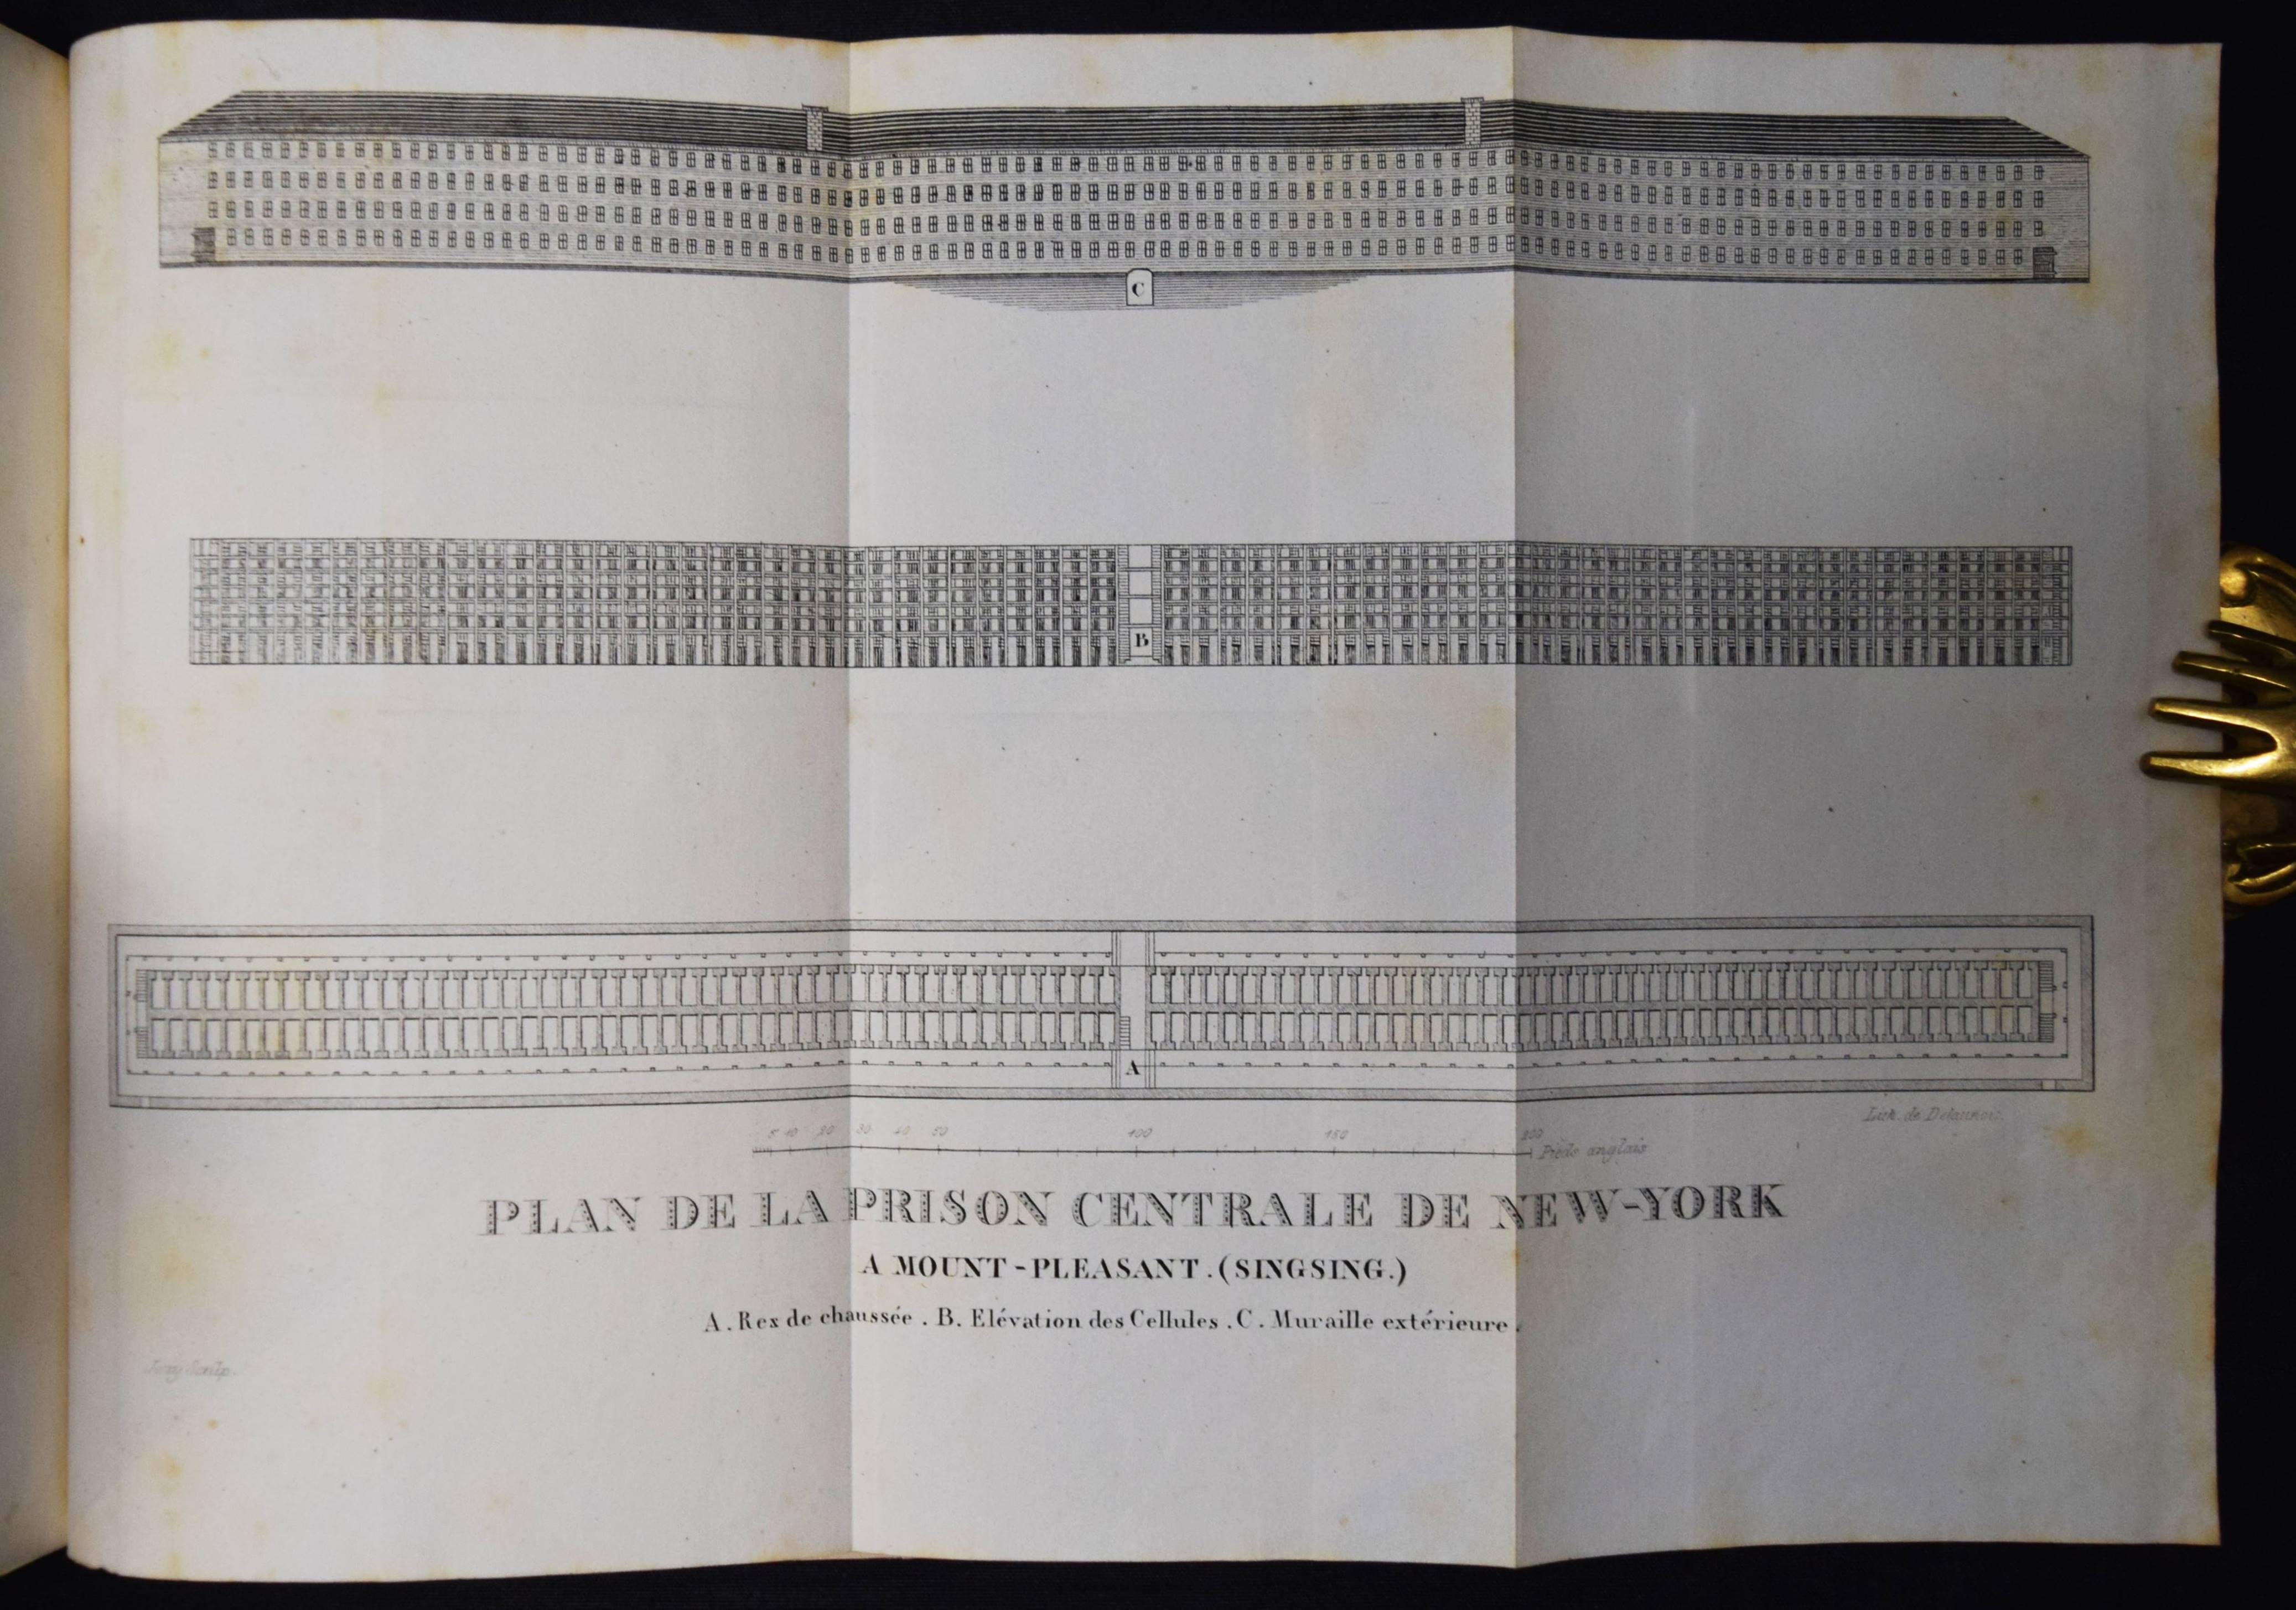 C
B
A
Lith. de Delaunois.
5 10 20 30 40 50 100 150 200
Pieds anglais
PLAN DE LA PRISON CENTRALE DE NEW-YORK
A MOUNT-PLEASANT. (SINGSING.)
A. Rez de chaussée. B. Elévation des Cellules. C. Muraille extérieure.
Sculp.